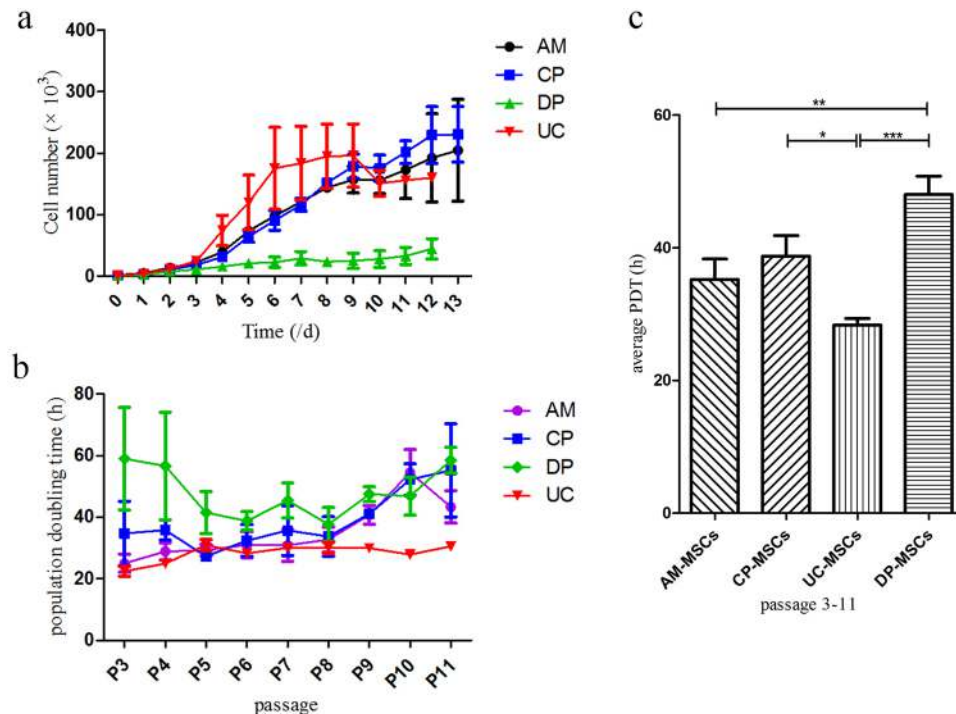 a
400
300
200
100
0
Cell number (× 10³)
0 1 2 3 4 5 6 7 8 9 10 11 12 13
Time (/d)
AM
CP
DP
UC
b
80
60
40
20
0
population doubling time (h)
P3 P4 P5 P6 P7 P8 P9 P10 P11
passage
AM
CP
DP
UC
c
**
* ***
60
40
20
0
average PDT (h)
AM-MSCs CP-MSCs UC-MSCs DP-MSCs
passage 3-11